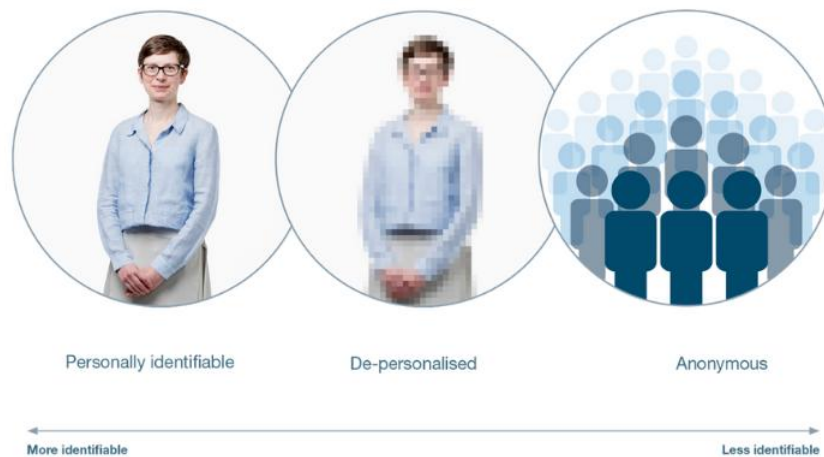 Personally identifiable
De-personalised
Anonymous
More identifiable
Less identifiable